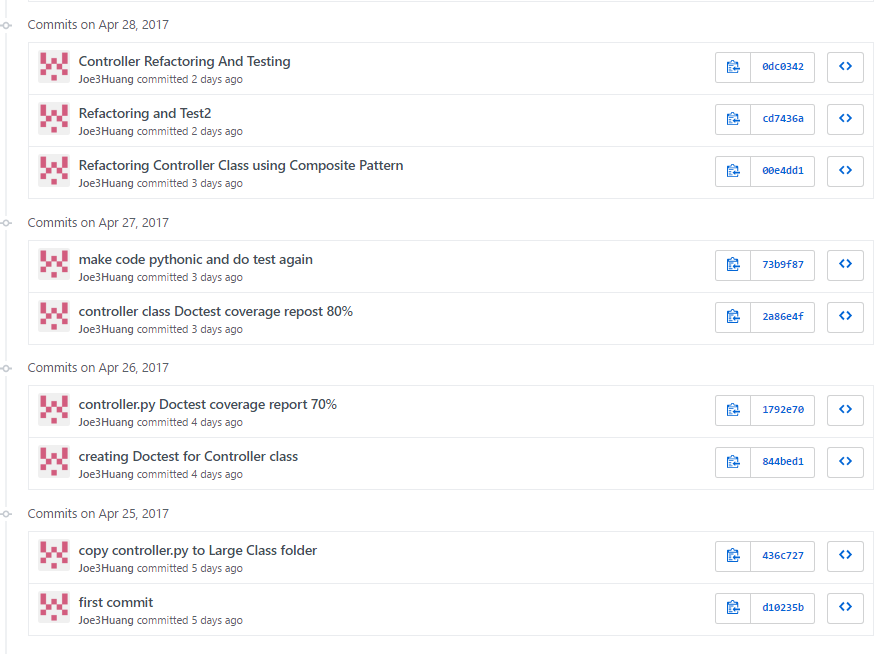 Commits on Apr 28, 2017
Controller Refactoring And Testing
Joe3Huang committed 2 days ago
0dc0342
Refactoring and Test2
Joe3Huang committed 2 days ago
cd7436a
Refactoring Controller Class using Composite Pattern
Joe3Huang committed 3 days ago
00e4dd1
Commits on Apr 27, 2017
make code pythonic and do test again
Joe3Huang committed 3 days ago
73b9f87
controller class Doctest coverage repost 80%
Joe3Huang committed 3 days ago
2a86e4f
Commits on Apr 26, 2017
controller.py Doctest coverage report 70%
Joe3Huang committed 4 days ago
1792e70
creating Doctest for Controller class
Joe3Huang committed 4 days ago
844bed1
Commits on Apr 25, 2017
copy controller.py to Large Class folder
Joe3Huang committed 5 days ago
436c727
first commit
Joe3Huang committed 5 days ago
d10235b